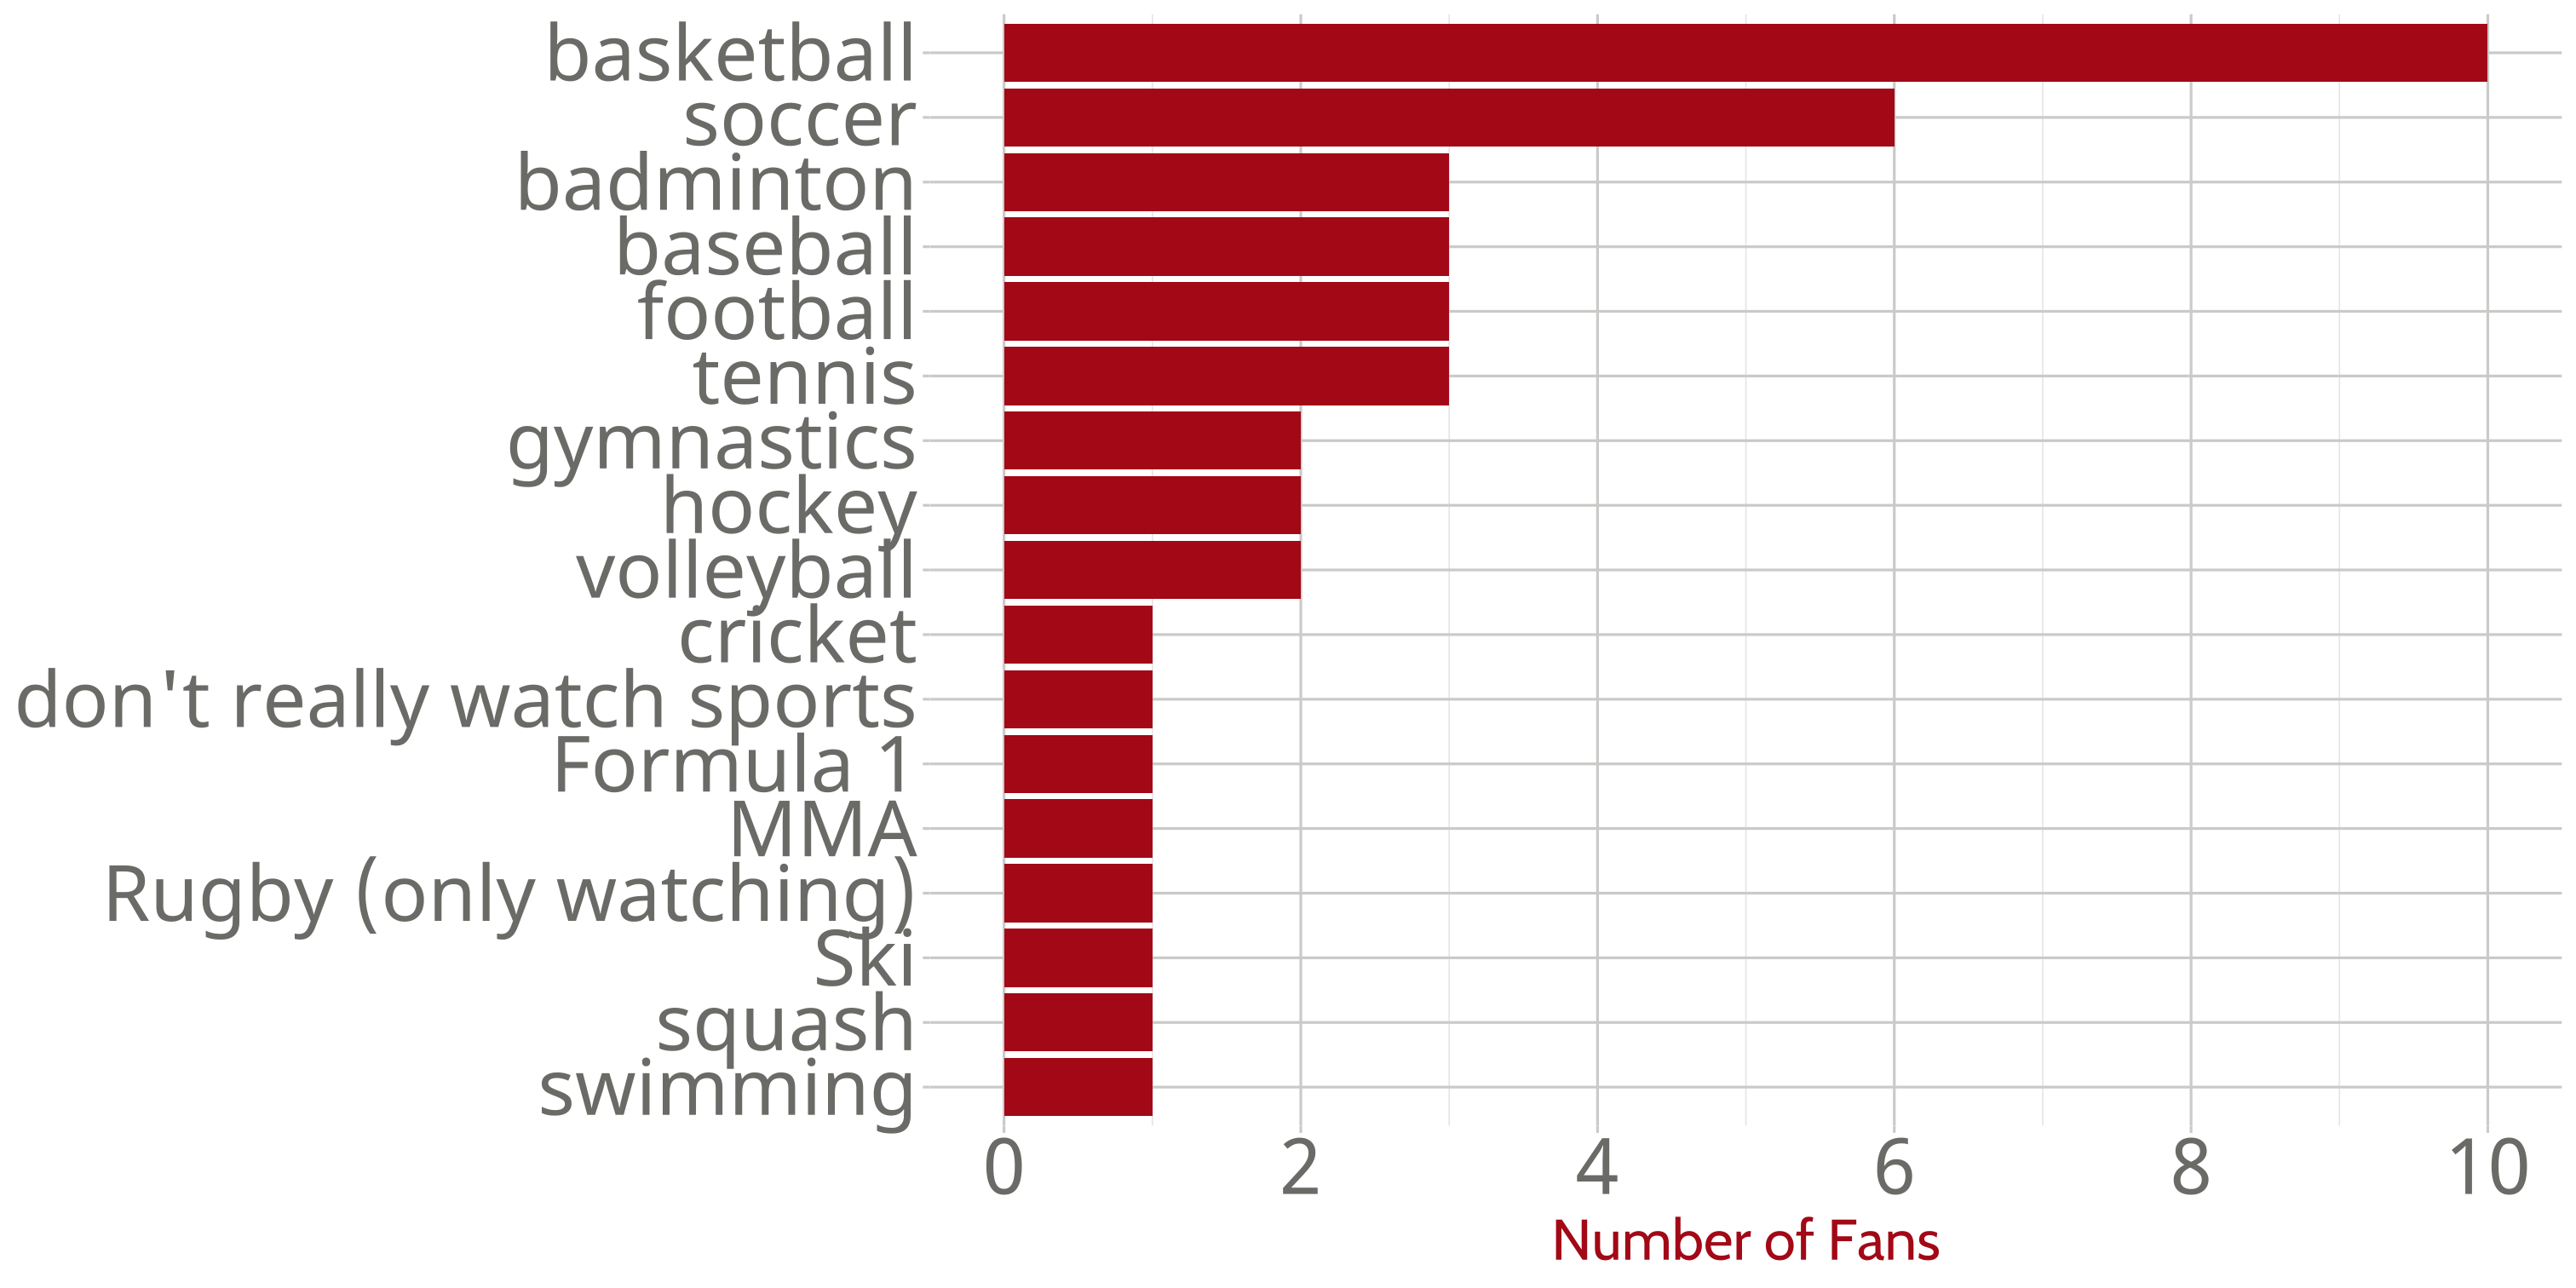 basketball
soccer
badminton
baseball
football
tennis
gymnastics
hockey
volleyball
cricket
don't really watch sports
Formula 1
MMA
Rugby (only watching)
Ski
squash
swimming
0 2 4 6 8 10
Number of Fans